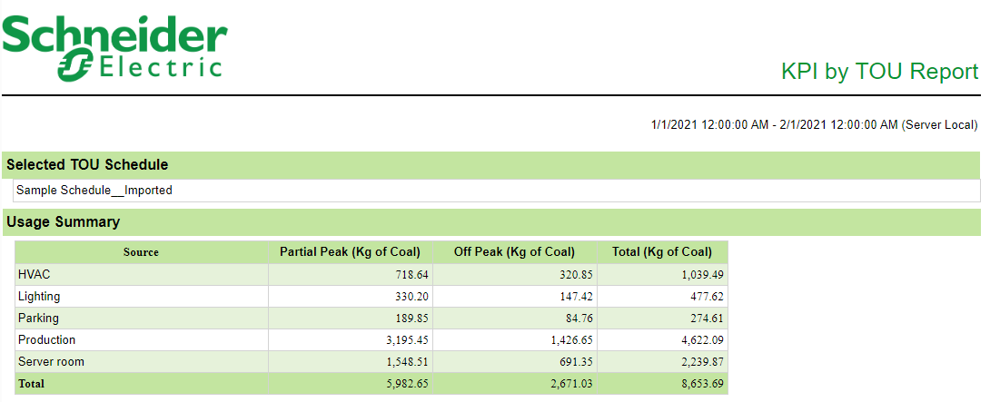 Schneider
Electric
KPI by TOU Report
1/1/2021 12:00:00 AM - 2/1/2021 12:00:00 AM (Server Local)
Selected TOU Schedule
Sample Schedule__Imported
Usage Summary
Source Partial Peak (Kg of Coal) Off Peak (Kg of Coal) Total (Kg of Coal)
HVAC 718.64 320.85 1,039.49
Lighting 330.20 147.42 477.62
Parking 189.85 84.76 274.61
Production 3,195.45 1,426.65 4,622.09
Server room 1,548.51 691.35 2,239.87
Total 5,982.65 2,671.03 8,653.69